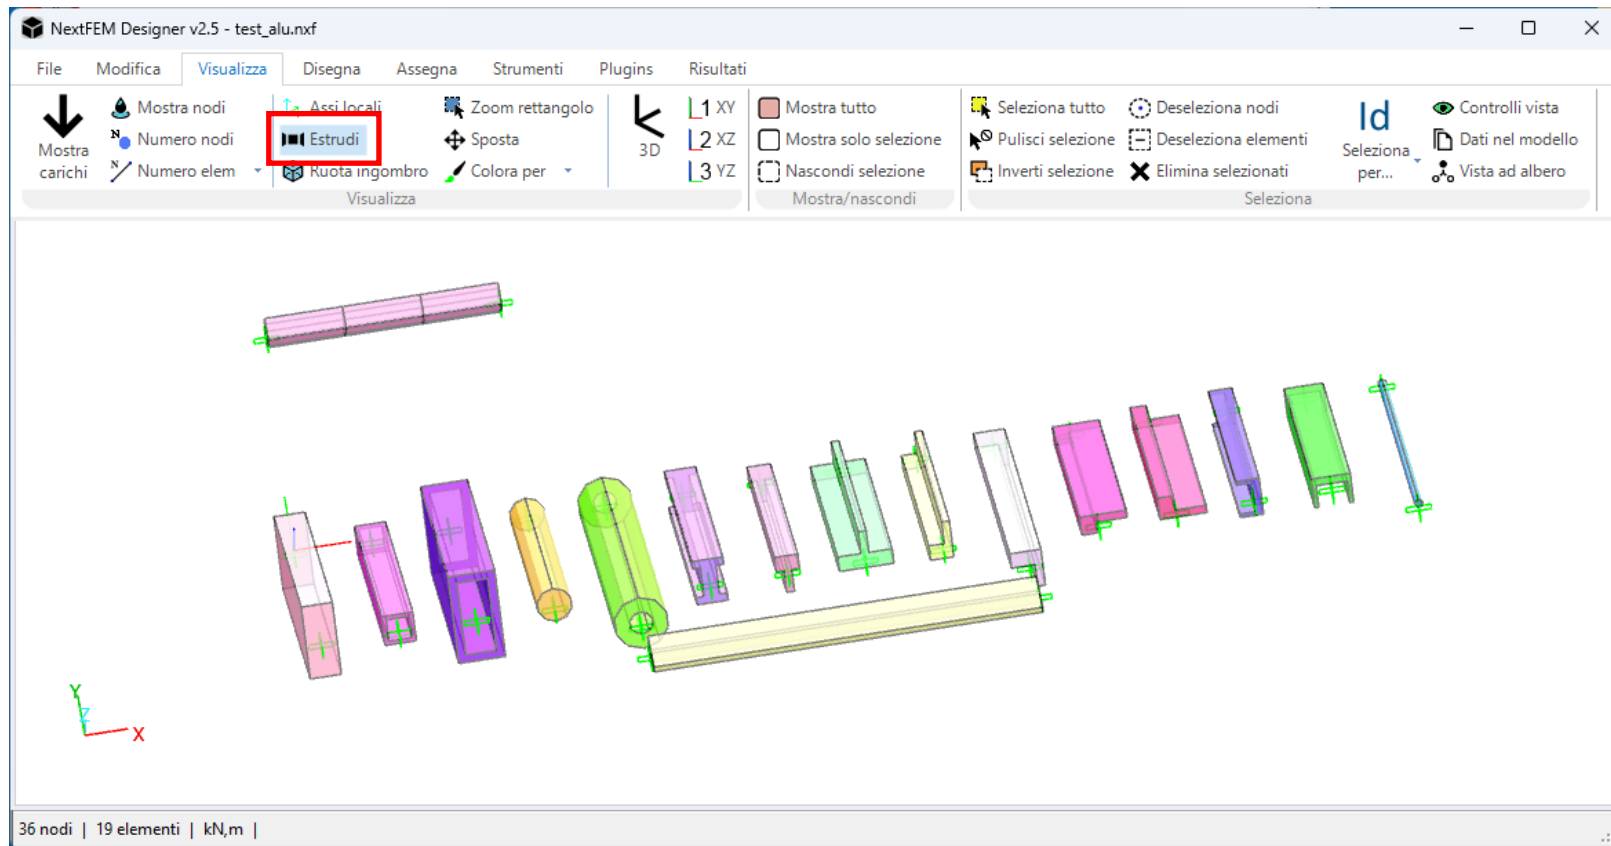 NextFEM Designer v2.5 - test_alu.nxf
File Modifica Visualizza Disegna Assegna Strumenti Plugins Risultati
Mostra carichi
Mostra nodi
Numero nodi
Numero elem
Assi locali
Estrudi
Ruota ingombro
Zoom rettangolo
Sposta
Colora per
Visualizza
3D
1 XY
2 XZ
3 YZ
Mostra tutto
Mostra solo selezione
Nascondi selezione
Mostra/nascondi
Seleziona tutto
Pulisci selezione
Inverti selezione
Deseleziona nodi
Deseleziona elementi
Elimina selezionati
Id
Seleziona per...
Seleziona
Controlli vista
Dati nel modello
Vista ad albero
Y
Z
X
36 nodi | 19 elementi | kN,m |